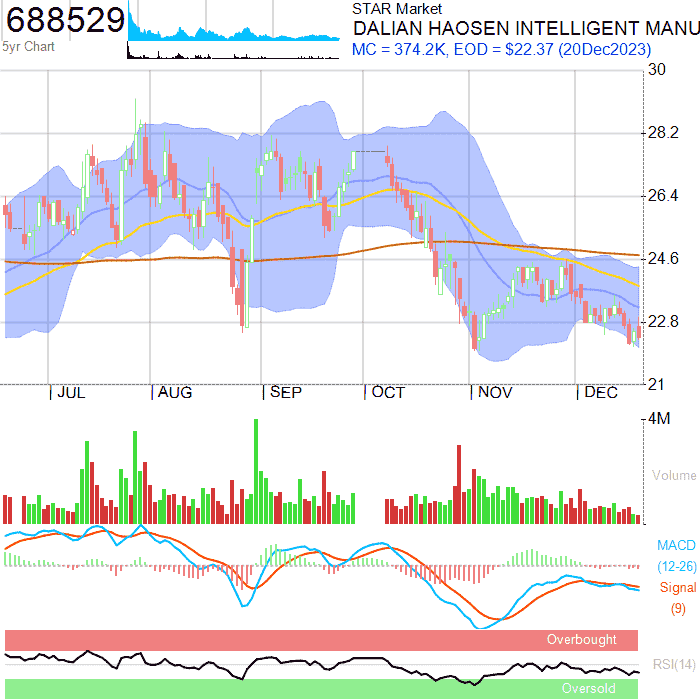 688529
5yr Chart
STAR Market
DALIAN HAOSEN INTELLIGENT MANU
MC = 374.2K, EOD = $22.37 (20Dec2023)
30
28.2
26.4
24.6
22.8
21
JUL AUG SEP OCT NOV DEC
4M
Volume
MACD
(12-26)
Signal
(9)
Overbought
RSI(14)
Oversold